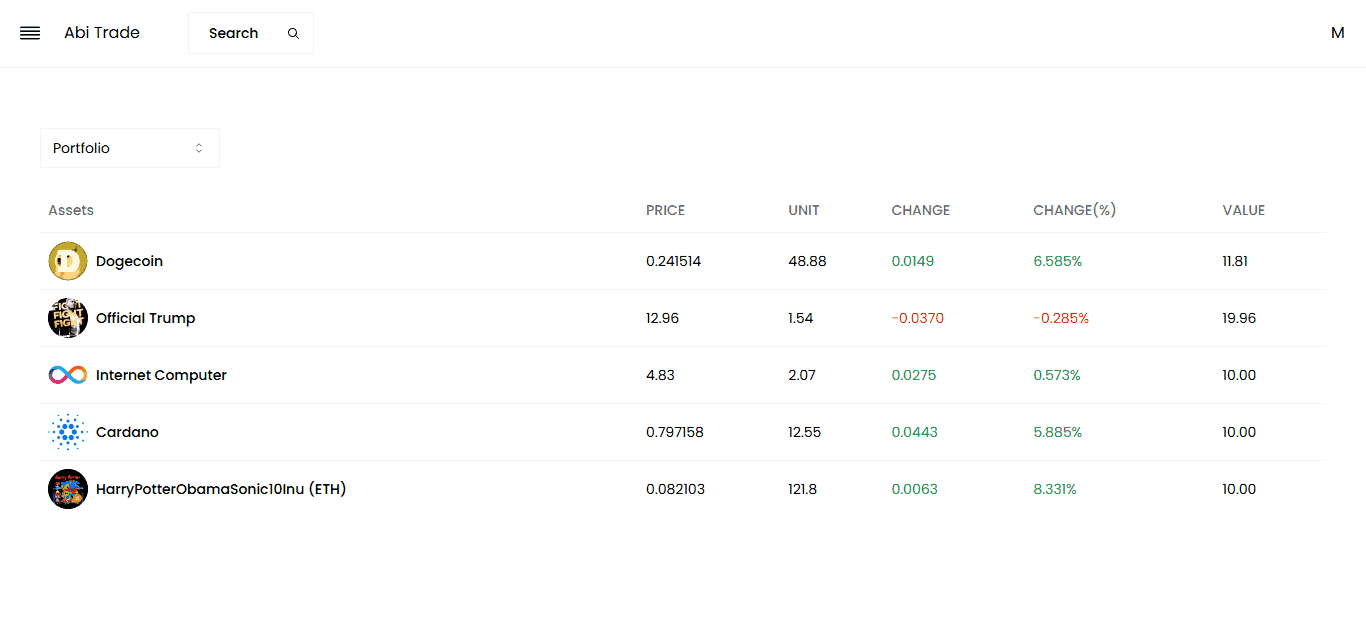 Abi Trade Search M
Portfolio
Assets PRICE UNIT CHANGE CHANGE(%) VALUE
Dogecoin 0.241514 48.88 0.0149 6.585% 11.81
FIGHT
FIGHT
FIGHT
Official Trump 12.96 1.54 -0.0370 -0.285% 19.96
Internet Computer 4.83 2.07 0.0275 0.573% 10.00
Cardano 0.797158 12.55 0.0443 5.885% 10.00
HarryPotterObamaSonic10Inu (ETH) 0.082103 121.8 0.0063 8.331% 10.00